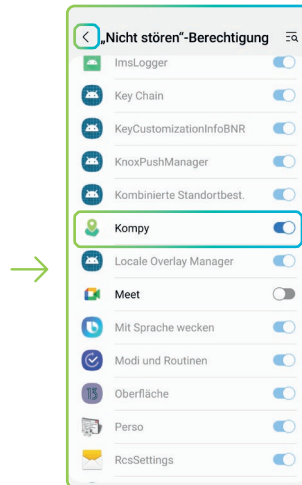 „Nicht stören“-Berechtigung
ImsLogger
Key Chain
KeyCustomizationInfoBNR
KnoxPushManager
Kombinierte Standortbest.
Kompy
Locale Overlay Manager
Meet
Mit Sprache wecken
Modi und Routinen
Oberfläche
Perso
RcsSettings